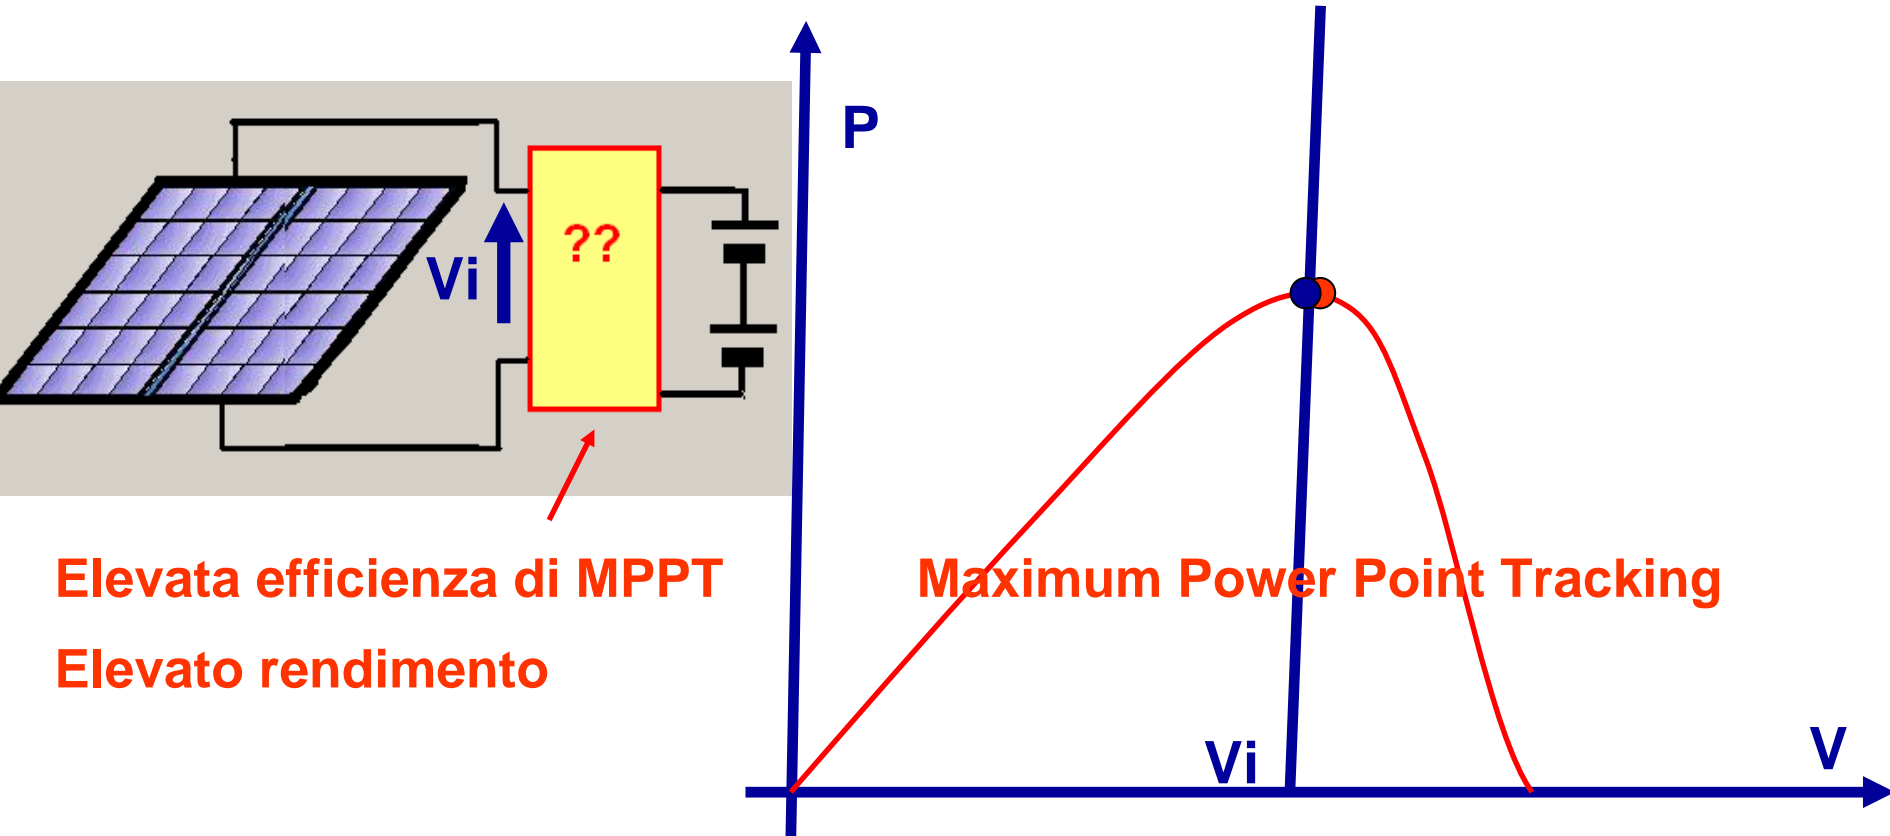 P
??
Vi
Elevata efficienza di MPPT
Maximum Power Point Tracking
Elevato rendimento
Vi
V